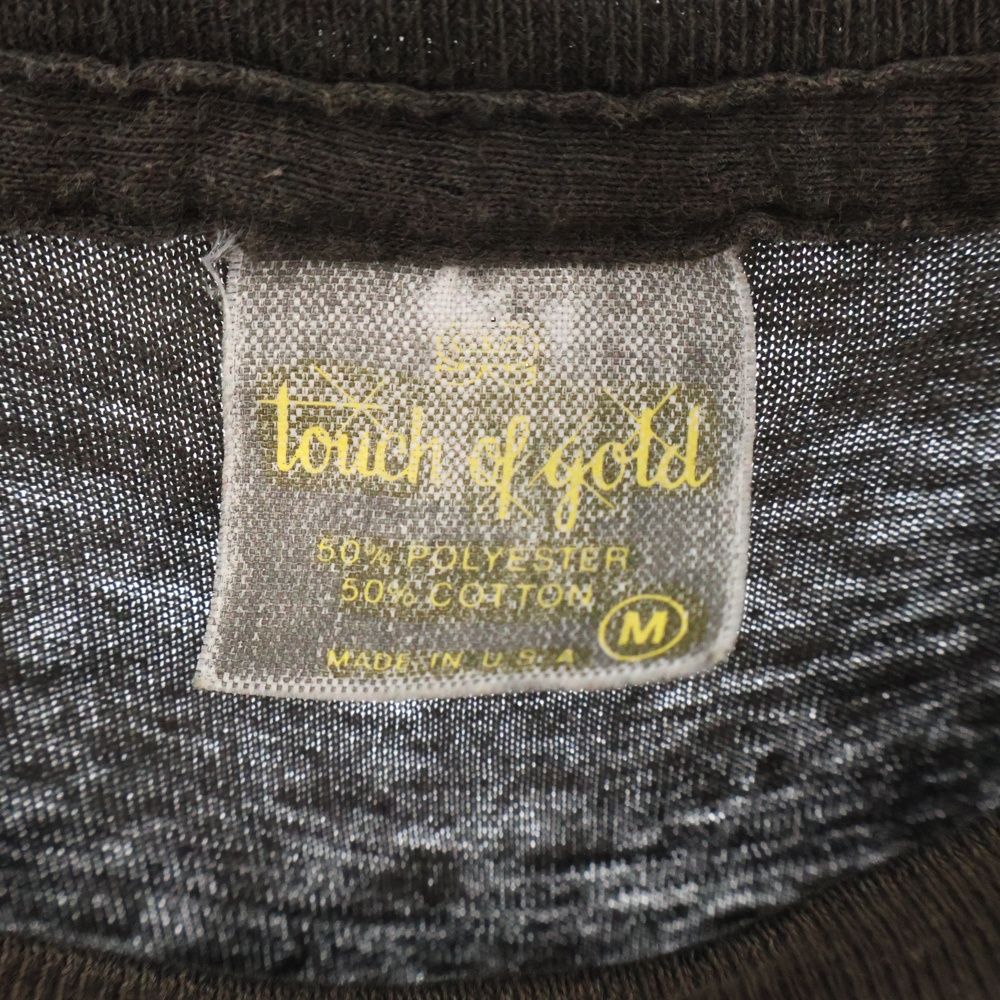 touch of gold
50% POLYESTER
50% COTTON
M
MADE IN U.S.A